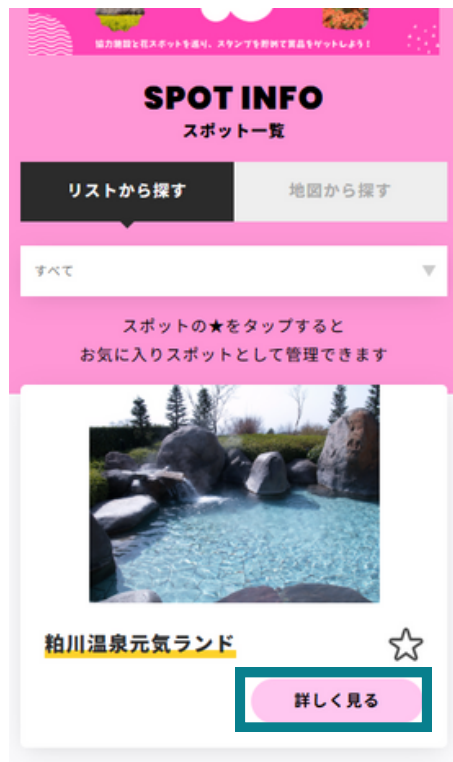 協力施設と花スポットを巡り、スタンプを貯めて賞品をゲットしよう！
SPOT INFO
スポット一覧
リストから探す
地図から探す
すべて
スポットの★をタップすると
お気に入りスポットとして管理できます
粕川温泉元気ランド
詳しく見る